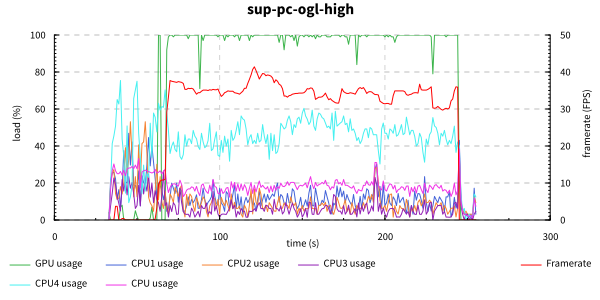 sup-pc-ogl-high
100 50
80 40
60 30
40 20
20 10
0 0
0 100 200 300
load (%)
framerate (FPS)
time (s)
GPU usage CPU1 usage CPU2 usage CPU3 usage Framerate
CPU4 usage CPU usage